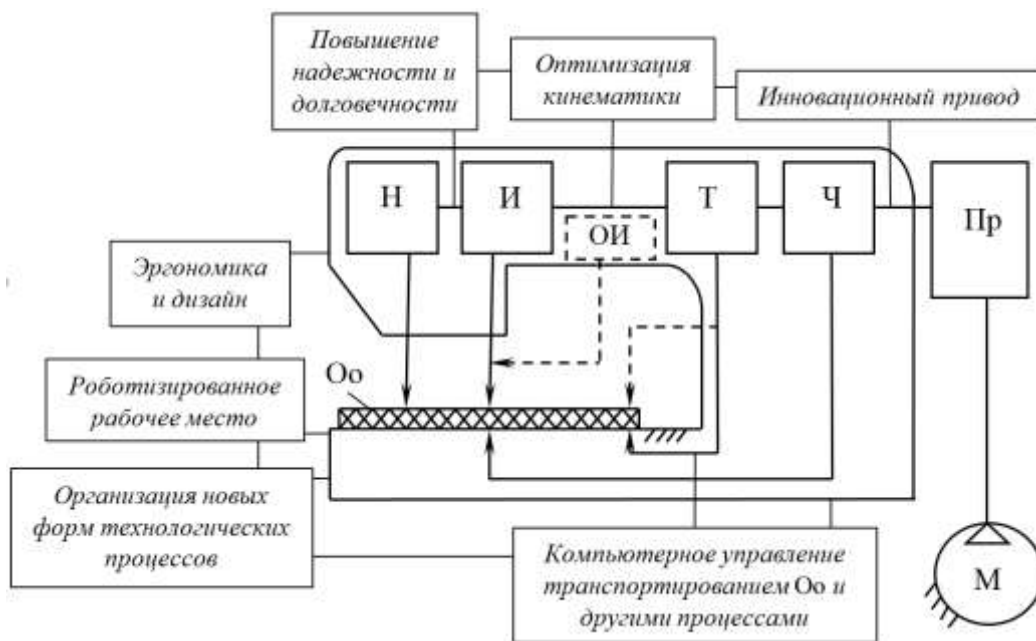 Повышение
надежности и
долговечности
Оптимизация
кинематики
Инновационный привод
Н
И
Т
Ч
Пр
ОИ
Эргономика
и дизайн
Оо
Роботизированное
рабочее место
Организация новых
форм технологических
процессов
Компьютерное управление
транспортированием Оо и
другими процессами
М